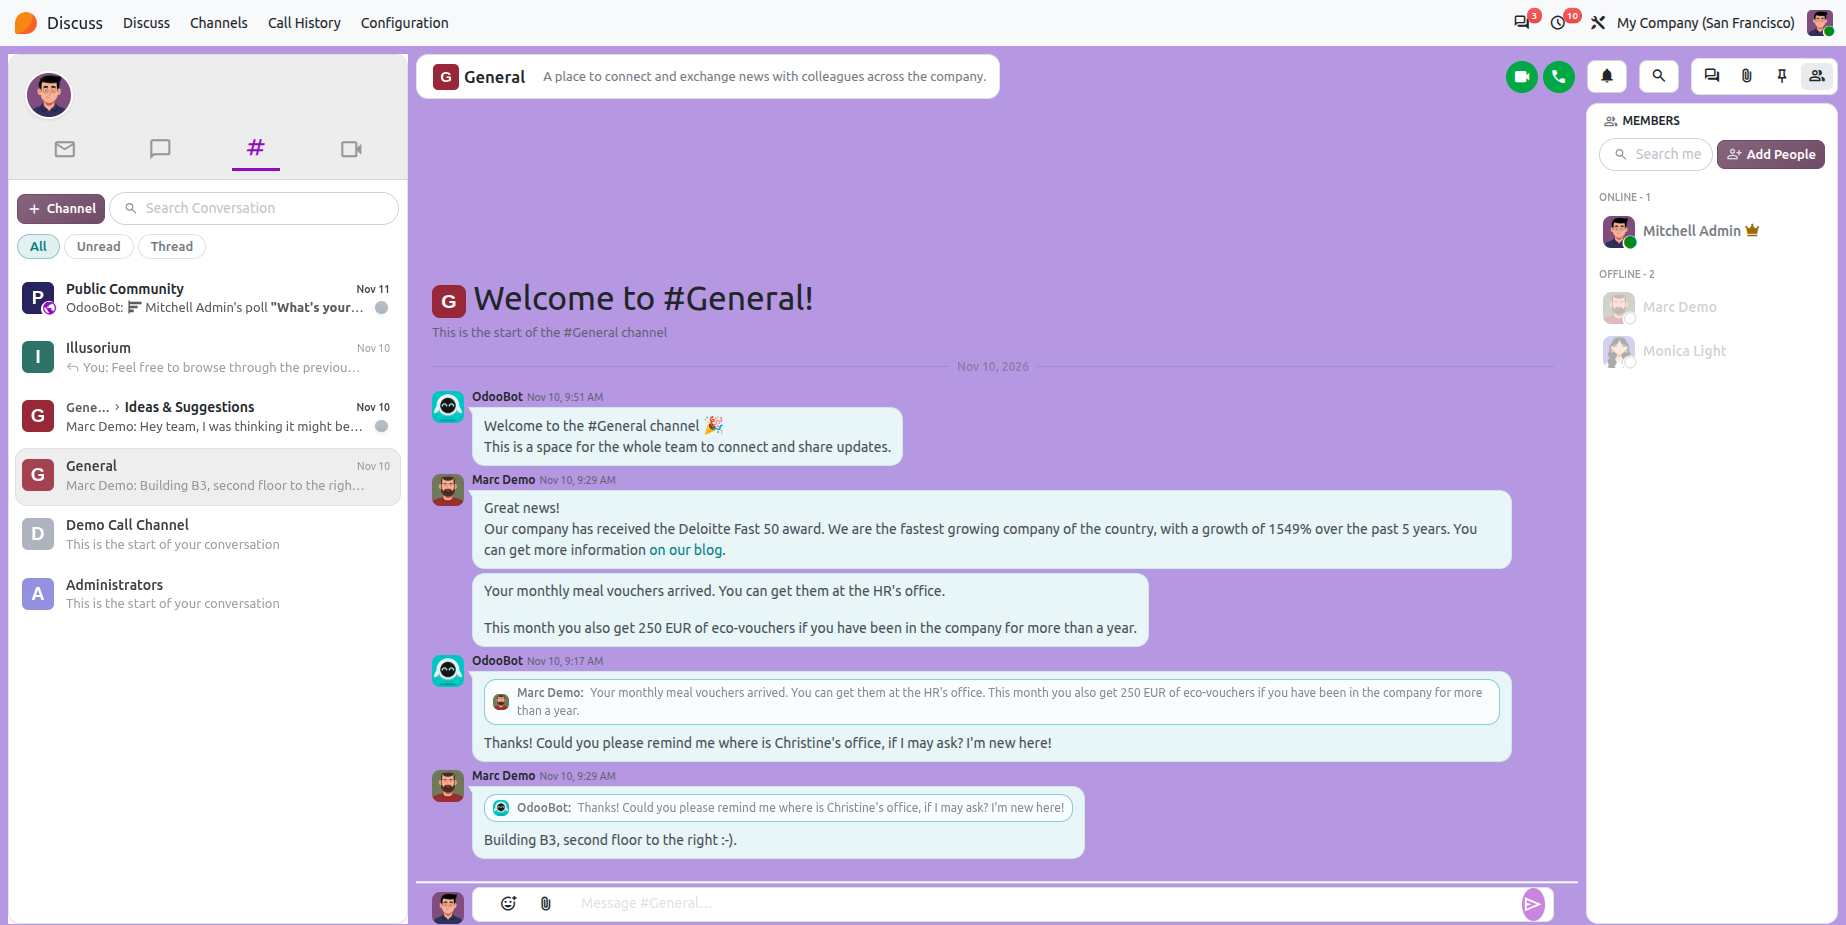 Discuss Discuss Channels Call History Configuration 3 10 My Company (San Francisco)
#
+ Channel Search Conversation
All Unread Thread
P Public Community Nov 11
OdooBot: Mitchell Admin's poll "What's your...
I Illusorium Nov 10
You: Feel free to browse through the previou...
G Gene... > Ideas & Suggestions Nov 10
Marc Demo: Hey team, I was thinking it might be...
G General Nov 10
Marc Demo: Building B3, second floor to the righ...
D Demo Call Channel
This is the start of your conversation
A Administrators
This is the start of your conversation
G General A place to connect and exchange news with colleagues across the company.
G Welcome to #General!
This is the start of the #General channel
Nov 10, 2026
OdooBot Nov 10, 9:51 AM
Welcome to the #General channel 🎉
This is a space for the whole team to connect and share updates.
Marc Demo Nov 10, 9:29 AM
Great news!
Our company has received the Deloitte Fast 50 award. We are the fastest growing company of the country, with a growth of 1549% over the past 5 years. You
can get more information on our blog.
Your monthly meal vouchers arrived. You can get them at the HR's office.
This month you also get 250 EUR of eco-vouchers if you have been in the company for more than a year.
OdooBot Nov 10, 9:17 AM
Marc Demo: Your monthly meal vouchers arrived. You can get them at the HR's office. This month you also get 250 EUR of eco-vouchers if you have been in the company for more
than a year.
Thanks! Could you please remind me where is Christine's office, if I may ask? I'm new here!
Marc Demo Nov 10, 9:29 AM
OdooBot: Thanks! Could you please remind me where is Christine's office, if I may ask? I'm new here!
Building B3, second floor to the right :-).
Message #General...
MEMBERS
Search me Add People
ONLINE - 1
Mitchell Admin
OFFLINE - 2
Marc Demo
Monica Light